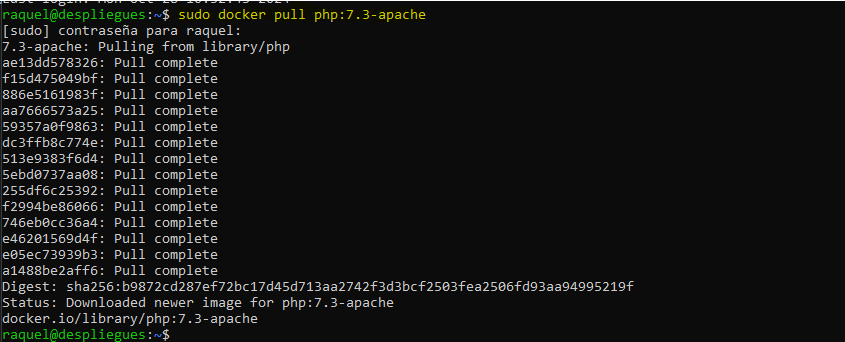 raquel@despliegues:~$ sudo docker pull php:7.3-apache
[sudo] contraseña para raquel:
7.3-apache: Pulling from library/php
ae13dd578326: Pull complete
f15d475049bf: Pull complete
886e5161983f: Pull complete
aa7666573a25: Pull complete
59357a0f9863: Pull complete
dc3ffb8c774e: Pull complete
513e9383f6d4: Pull complete
5ebd0737aa08: Pull complete
255df6c25392: Pull complete
f2994be86066: Pull complete
746eb0cc36a4: Pull complete
e46201569d4f: Pull complete
e05ec73939b3: Pull complete
a1488be2aff6: Pull complete
Digest: sha256:b9872cd287ef72bc17d45d713aa2742f3d3bcf2503fea2506fd93aa94995219f
Status: Downloaded newer image for php:7.3-apache
docker.io/library/php:7.3-apache
raquel@despliegues:~$